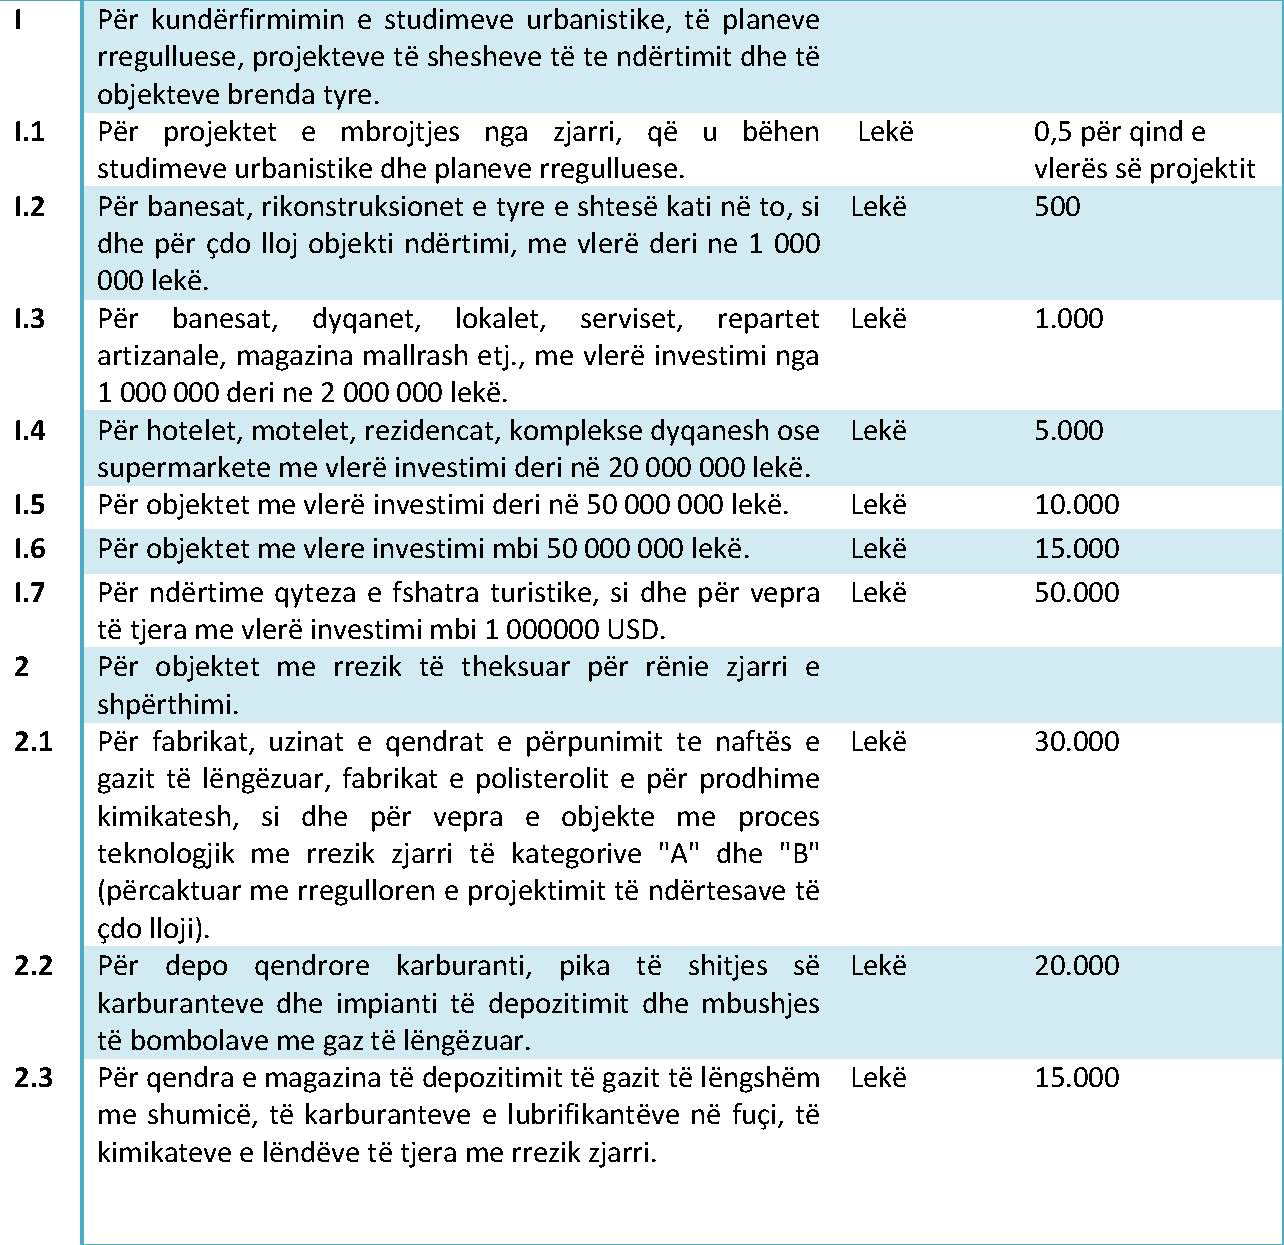 I Për kundërfirmimin e studimeve urbanistike, të planeve
rregulluese, projekteve të shesheve të te ndërtimit dhe të
objekteve brenda tyre.
I.1 Për projektet e mbrojtjes nga zjarri, që u bëhen Lekë 0,5 për qind e
studimeve urbanistike dhe planeve rregulluese. vlerës së projektit
I.2 Për banesat, rikonstruksionet e tyre e shtesë kati në to, si Lekë 500
dhe për çdo lloj objekti ndërtimi, me vlerë deri ne 1 000
000 lekë.
I.3 Për banesat, dyqanet, lokalet, serviset, repartet Lekë 1.000
artizanale, magazina mallrash etj., me vlerë investimi nga
1 000 000 deri ne 2 000 000 lekë.
I.4 Për hotelet, motelet, rezidencat, komplekse dyqanesh ose Lekë 5.000
supermarkete me vlerë investimi deri në 20 000 000 lekë.
I.5 Për objektet me vlerë investimi deri në 50 000 000 lekë. Lekë 10.000
I.6 Për objektet me vlere investimi mbi 50 000 000 lekë. Lekë 15.000
I.7 Për ndërtime qyteza e fshatra turistike, si dhe për vepra Lekë 50.000
të tjera me vlerë investimi mbi 1 000000 USD.
2 Për objektet me rrezik të theksuar për rënie zjarri e
shpërthimi.
2.1 Për fabrikat, uzinat e qendrat e përpunimit te naftës e Lekë 30.000
gazit të lëngëzuar, fabrikat e polisterolit e për prodhime
kimikatesh, si dhe për vepra e objekte me proces
teknologjik me rrezik zjarri të kategorive "A" dhe "B"
(përcaktuar me rregulloren e projektimit të ndërtesave të
çdo lloji).
2.2 Për depo qendrore karburanti, pika të shitjes së Lekë 20.000
karburanteve dhe impianti të depozitimit dhe mbushjes
të bombolave me gaz të lëngëzuar.
2.3 Për qendra e magazina të depozitimit të gazit të lëngshëm Lekë 15.000
me shumicë, të karburanteve e lubrifikantëve në fuçi, të
kimikateve e lëndëve të tjera me rrezik zjarri.